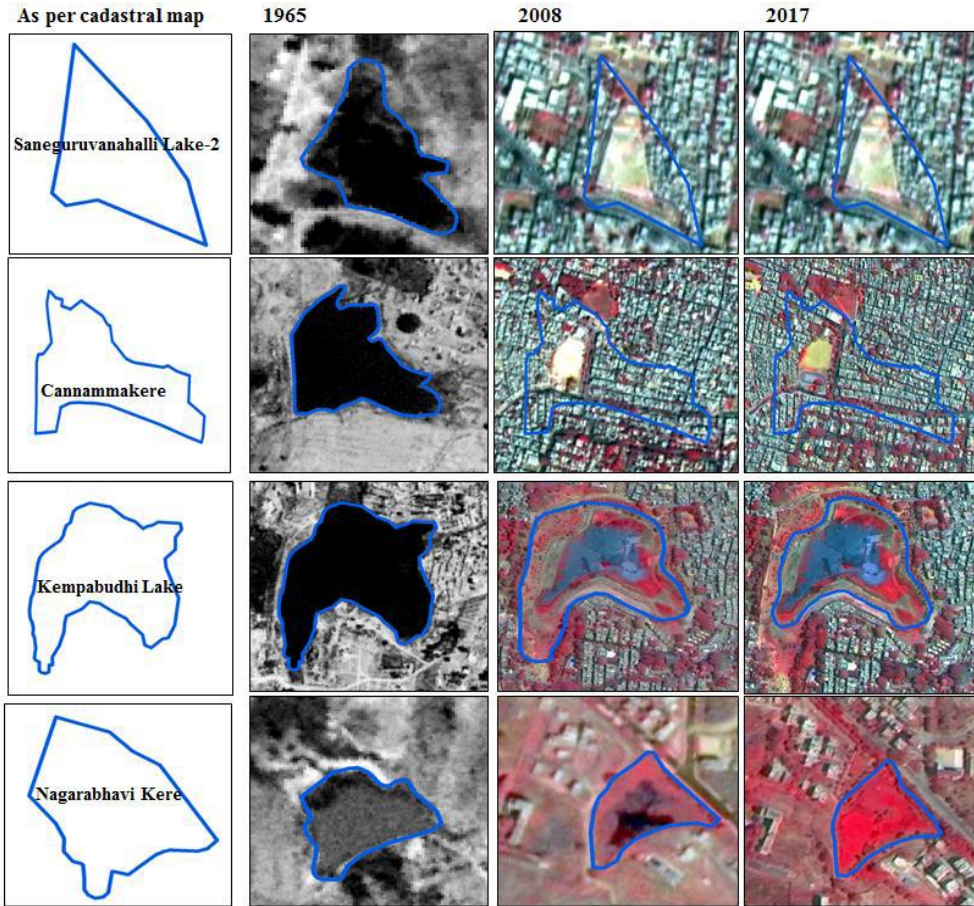 As per cadastral map 1965 2008 2017
Saneguruvanahalli Lake-2
Cannammakere
Kempabudhi Lake
Nagarabhavi Kere